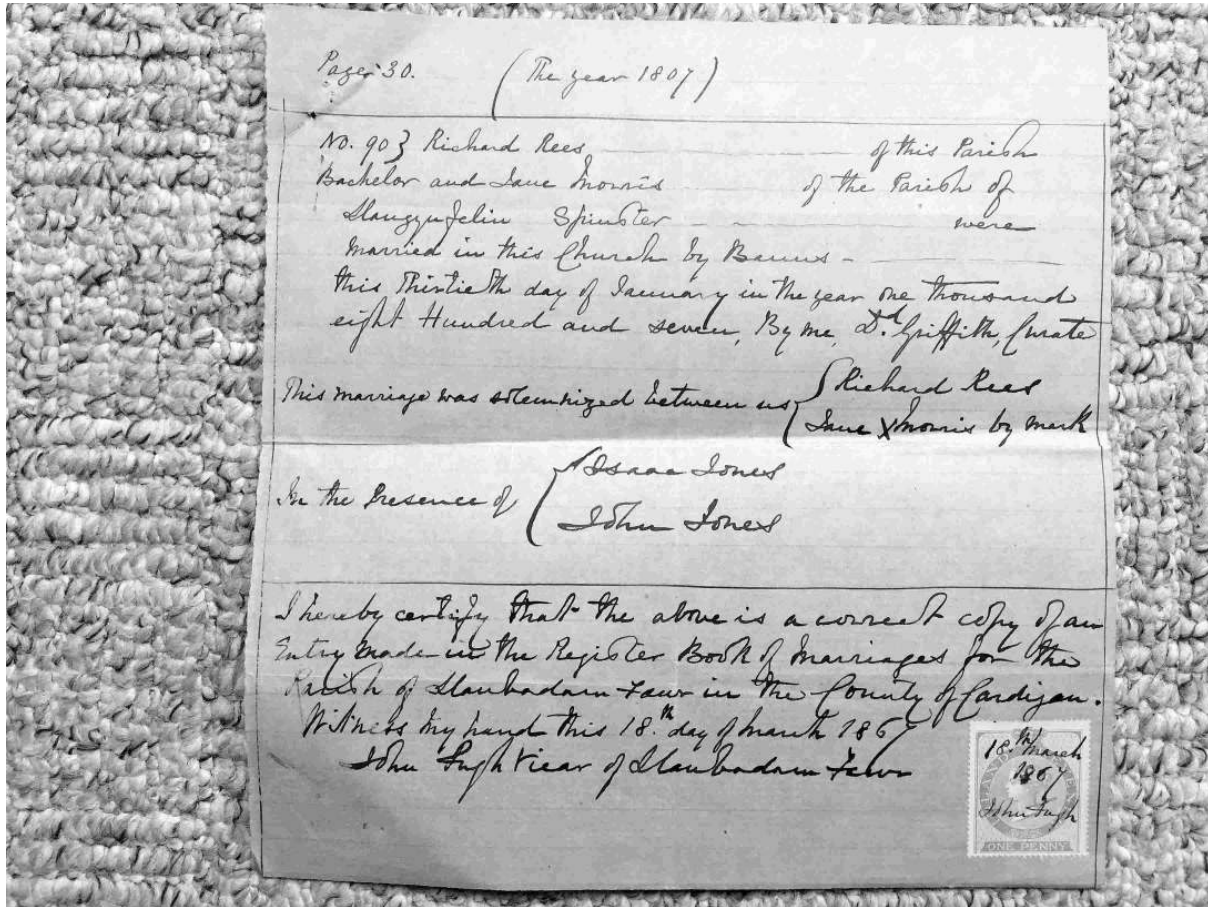 Page 30. (The year 1807)
No. 90} Richard Rees of this Parish
Bachelor and Jane Morris of the Parish of
Llangynfelin Spinster were
Married in this Church by Banns
this Thirtieth day of January in the year one thousand
eight Hundred and seven, By me, Dd. Griffith, Curate
This marriage was solemnized between us { Richard Rees
Jane X Morris by mark
In the Presence of { Isaac Jones
John Jones
I hereby certify that the above is a correct copy of an
Entry made in the Register Book of Marriages for the
Parish of Llanbadarn Fawr in the County of Cardigan.
Witness my hand this 18th day of March 1867
John Pugh Vicar of Llanbadarn Fawr
18th March
1867
John Pugh
ONE PENNY